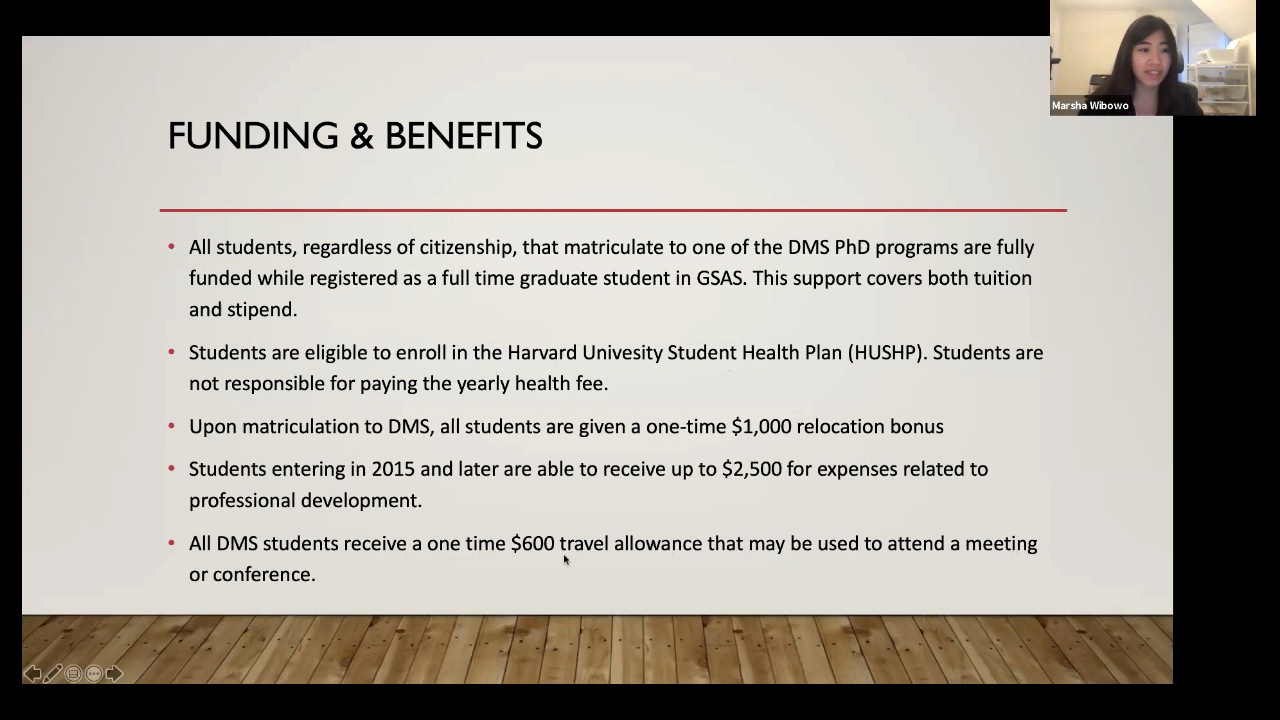 Marsha Wibowo
FUNDING & BENEFITS
• All students, regardless of citizenship, that matriculate to one of the DMS PhD programs are fully
funded while registered as a full time graduate student in GSAS. This support covers both tuition
and stipend.
• Students are eligible to enroll in the Harvard Univesity Student Health Plan (HUSHP). Students are
not responsible for paying the yearly health fee.
• Upon matriculation to DMS, all students are given a one-time $1,000 relocation bonus
• Students entering in 2015 and later are able to receive up to $2,500 for expenses related to
professional development.
• All DMS students receive a one time $600 travel allowance that may be used to attend a meeting
or conference.